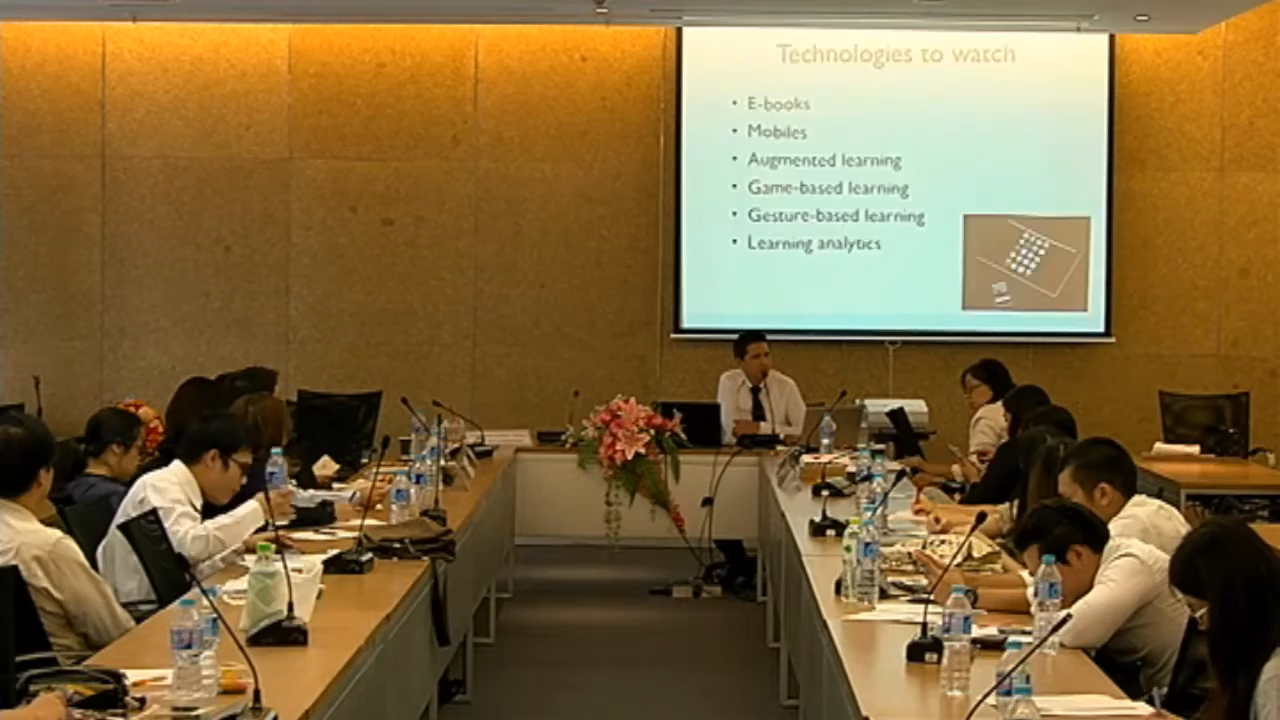 Technologies to watch
• E-books
• Mobiles
• Augmented learning
• Game-based learning
• Gesture-based learning
• Learning analytics